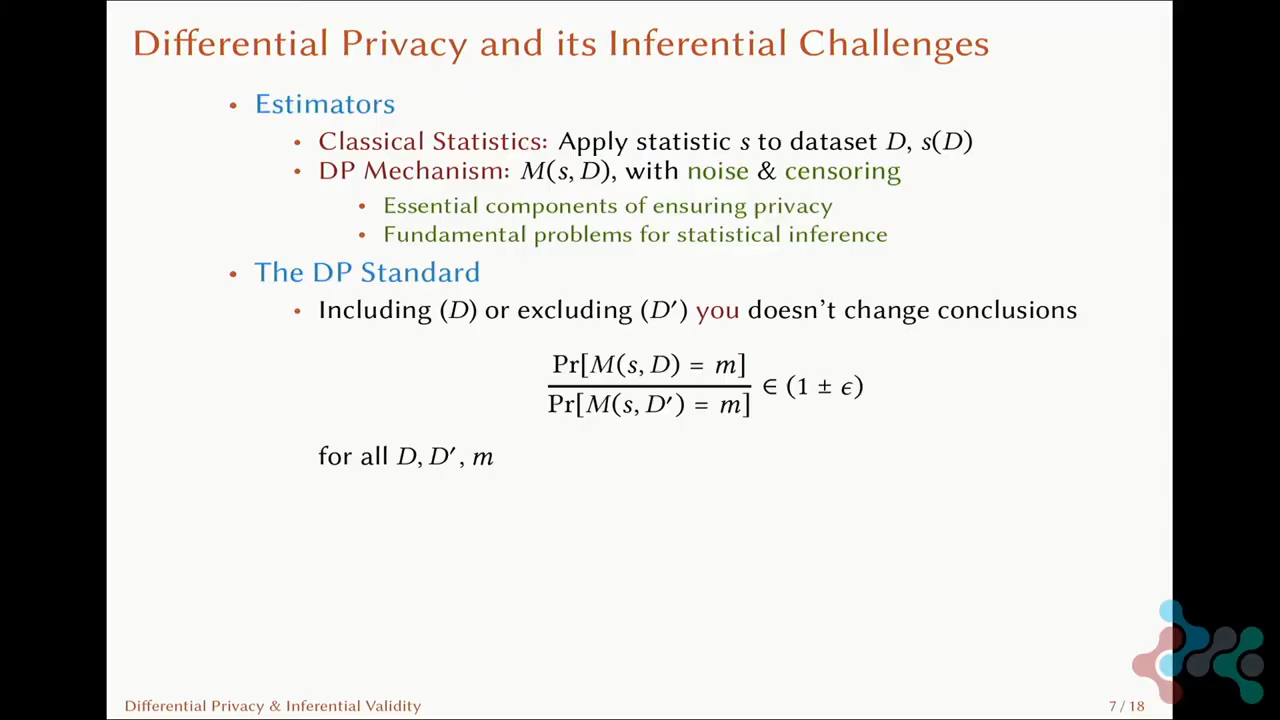 Differential Privacy and its Inferential Challenges
• Estimators
• Classical Statistics: Apply statistic s to dataset D, s(D)
• DP Mechanism: M(s, D), with noise & censoring
• Essential components of ensuring privacy
• Fundamental problems for statistical inference
• The DP Standard
• Including (D) or excluding (D′) you doesn’t change conclusions
Pr[M(s, D) = m]
Pr[M(s, D′) = m] ∈ (1 ± ϵ)
for all D, D′, m
Differential Privacy & Inferential Validity 7 / 18